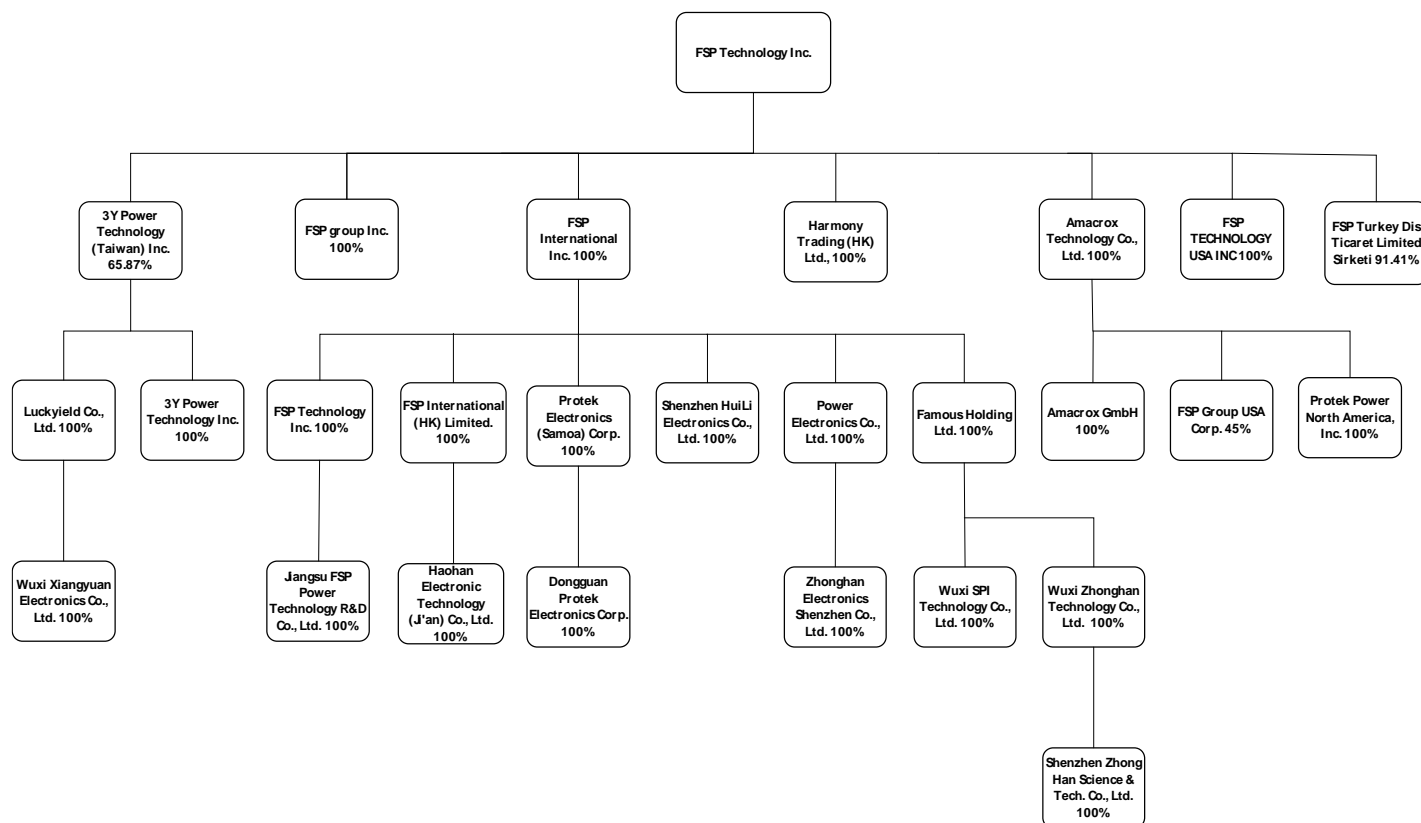 FSP Technology Inc.
3Y Power
Technology
(Taiwan) Inc.
65.87%
FSP group Inc.
100%
FSP
International
Inc. 100%
Harmony
Trading (HK)
Ltd., 100%
Amacrox
Technology Co.,
Ltd. 100%
FSP
TECHNOLOGY
USA INC 100%
FSP Turkey Dis
Ticaret Limited
Sirketi 91.41%
Luckyield Co.,
Ltd. 100%
3Y Power
Technology Inc.
100%
FSP Technology
Inc. 100%
FSP International
(HK) Limited.
100%
Protek
Electronics
(Samoa) Corp.
100%
Shenzhen HuiLi
Electronics Co.,
Ltd. 100%
Power
Electronics Co.,
Ltd. 100%
Famous Holding
Ltd. 100%
Amacrox GmbH
100%
FSP Group USA
Corp. 45%
Protek Power
North America,
Inc. 100%
Wuxi Xiangyuan
Electronics Co.,
Ltd. 100%
Jiangsu FSP
Power
Technology R&D
Co., Ltd. 100%
Haohan
Electronic
Technology
(Ji'an) Co., Ltd.
100%
Dongguan
Protek
Electronics Corp.
100%
Zhonghan
Electronics
Shenzhen Co.,
Ltd. 100%
Wuxi SPI
Technology Co.,
Ltd. 100%
Wuxi Zhonghan
Technology Co.,
Ltd. 100%
Shenzhen Zhong
Han Science &
Tech. Co., Ltd.
100%